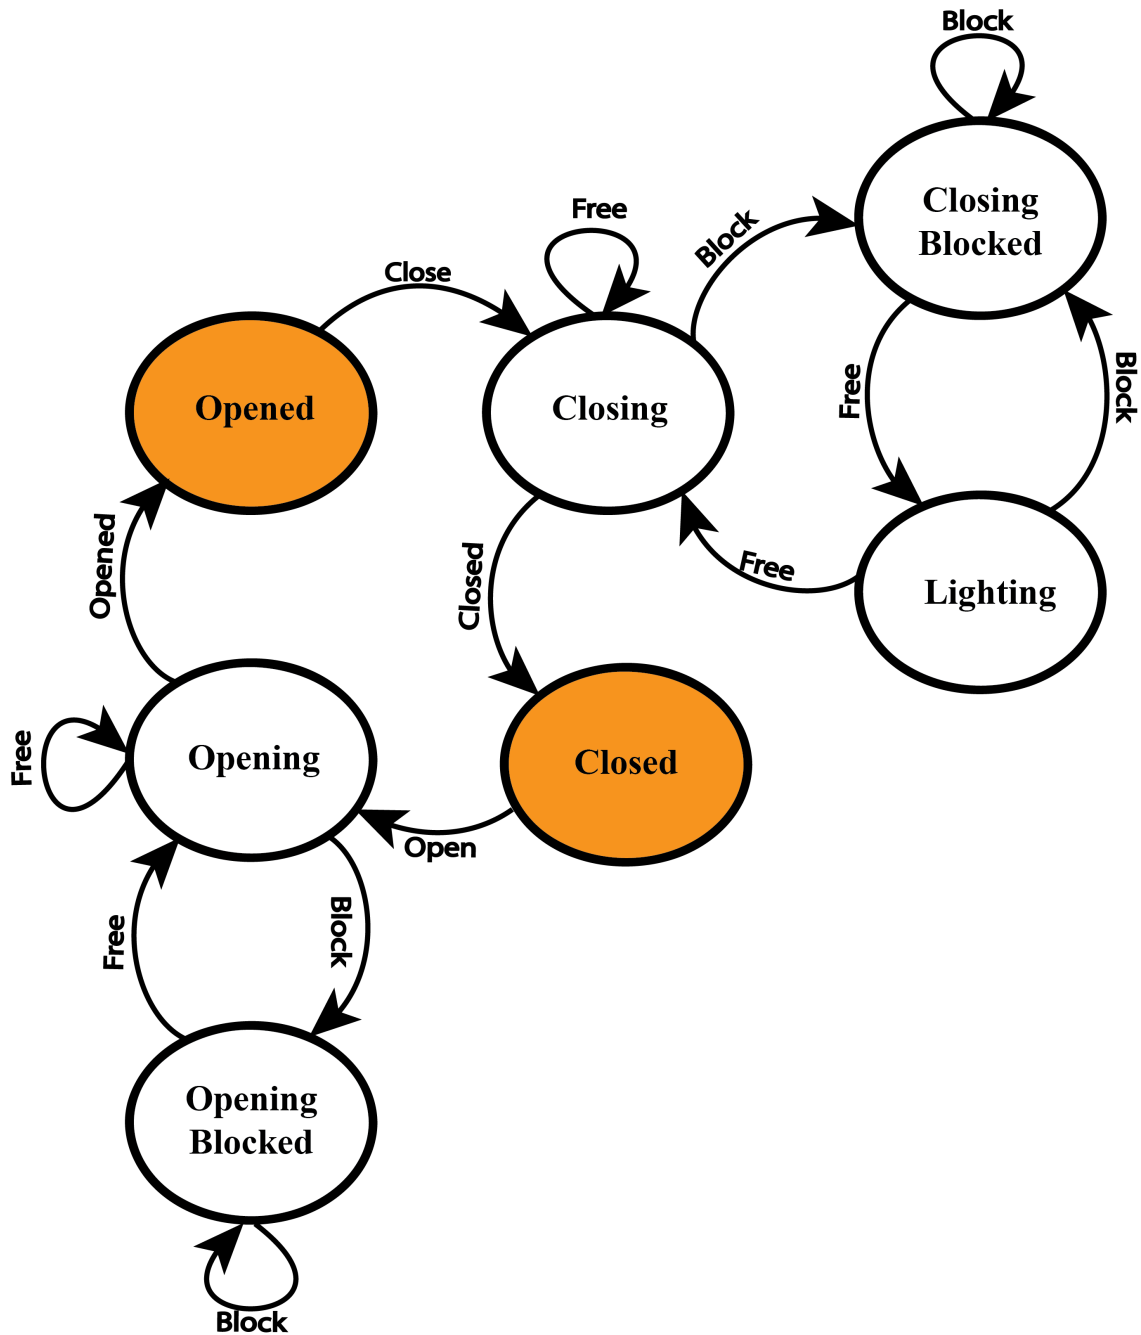 Block
Closing
Blocked
Free
Block
Close
Opened
Closing
Free
Block
Opened
Closed
Free
Lighting
Free
Opening
Closed
Open
Free
Block
Opening
Blocked
Block